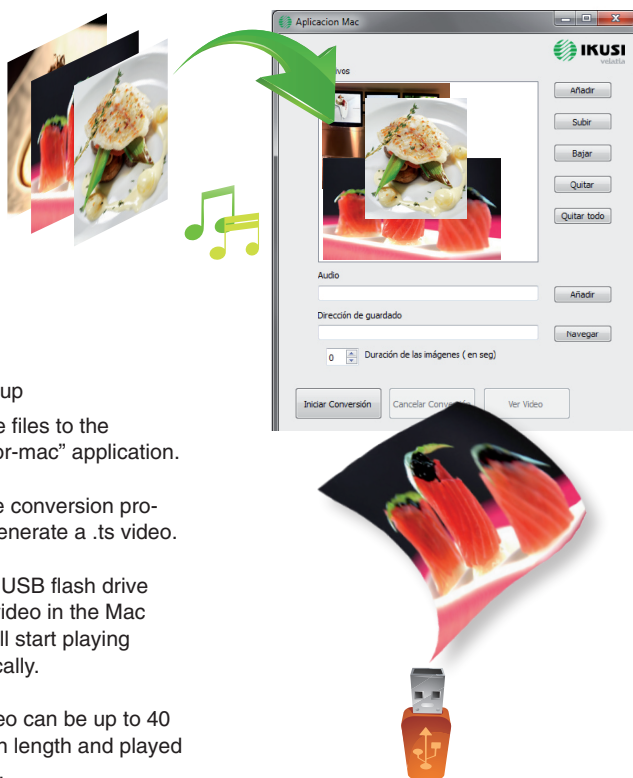 Aplicacion Mac
IKUSI
velatia
ivos
Añadir
Subir
Bajar
Quitar
Quitar todo
Audio
Añadir
Dirección de guardado
Navegar
0 Duración de las imágenes ( en seg)
Iniciar Conversión
Cancelar Conve
Ver Video
up
e files to the
or-mac” application.
e conversion pro-
enerate a .ts video.
USB flash drive
video in the Mac
ll start playing
cally.
eo can be up to 40
n length and played